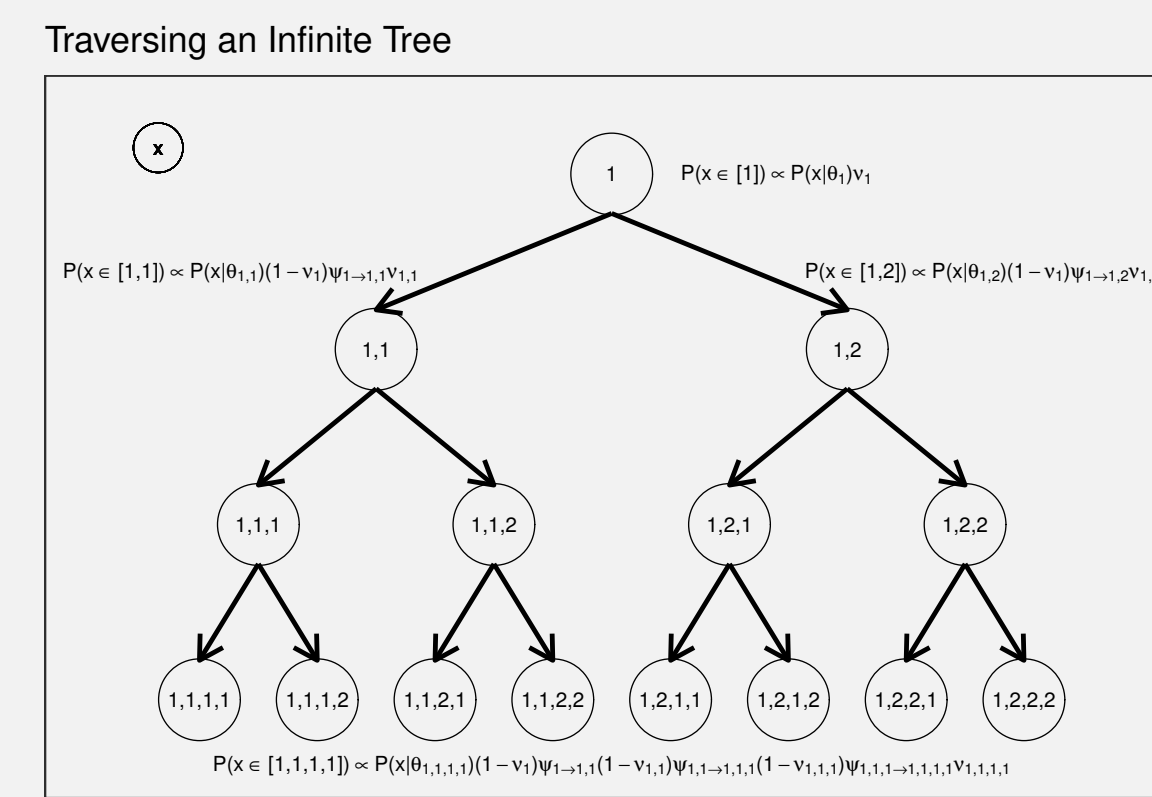 Traversing an Infinite Tree
x
1
P(x ∈ [1]) ∝ P(x|θ₁)ν₁
P(x ∈ [1,1]) ∝ P(x|θ₁,₁)(1 − ν₁)ψ₁→₁,₁ν₁,₁
P(x ∈ [1,2]) ∝ P(x|θ₁,₂)(1 − ν₁)ψ₁→₁,₂ν₁,
1,1
1,2
1,1,1
1,1,2
1,2,1
1,2,2
1,1,1,1
1,1,1,2
1,1,2,1
1,1,2,2
1,2,1,1
1,2,1,2
1,2,2,1
1,2,2,2
P(x ∈ [1,1,1,1]) ∝ P(x|θ₁,₁,₁,₁)(1 − ν₁)ψ₁→₁,₁(1 − ν₁,₁)ψ₁,₁→₁,₁,₁(1 − ν₁,₁,₁)ψ₁,₁,₁→₁,₁,₁,₁ν₁,₁,₁,₁